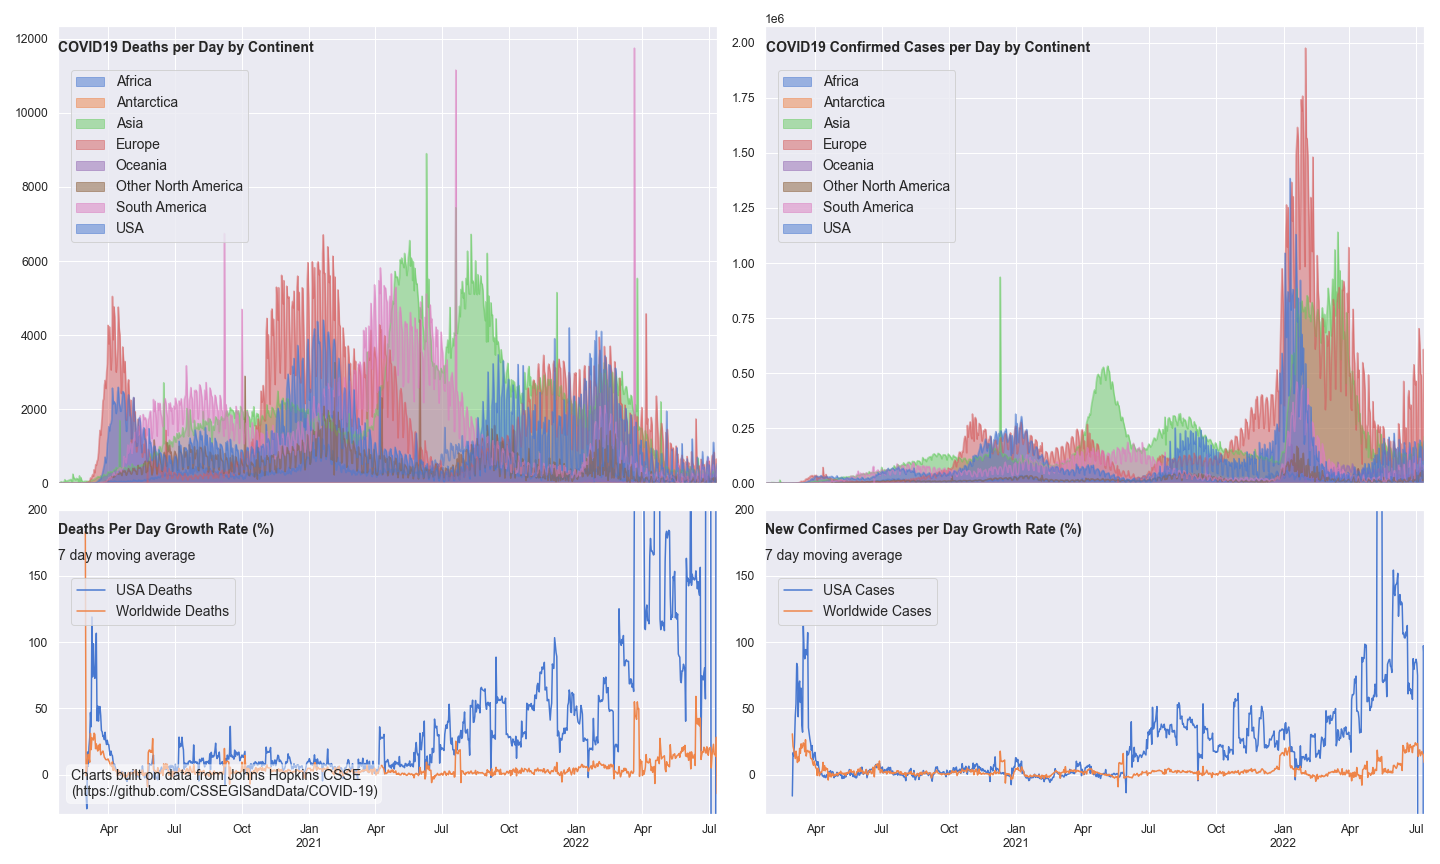 COVID19 Deaths per Day by Continent
12000
10000
8000
6000
4000
2000
0
Africa
Antarctica
Asia
Europe
Oceania
Other North America
South America
USA
1e6
COVID19 Confirmed Cases per Day by Continent
2.00
1.75
1.50
1.25
1.00
0.75
0.50
0.25
0.00
Africa
Antarctica
Asia
Europe
Oceania
Other North America
South America
USA
Deaths Per Day Growth Rate (%)
7 day moving average
USA Deaths
Worldwide Deaths
200
150
100
50
0
Charts built on data from Johns Hopkins CSSE
(https://github.com/CSSEGISandData/COVID-19)
Apr Jul Oct Jan Apr Jul Oct Jan Apr Jul
2021 2022
New Confirmed Cases per Day Growth Rate (%)
7 day moving average
USA Cases
Worldwide Cases
200
150
100
50
0
Apr Jul Oct Jan Apr Jul Oct Jan Apr Jul
2021 2022